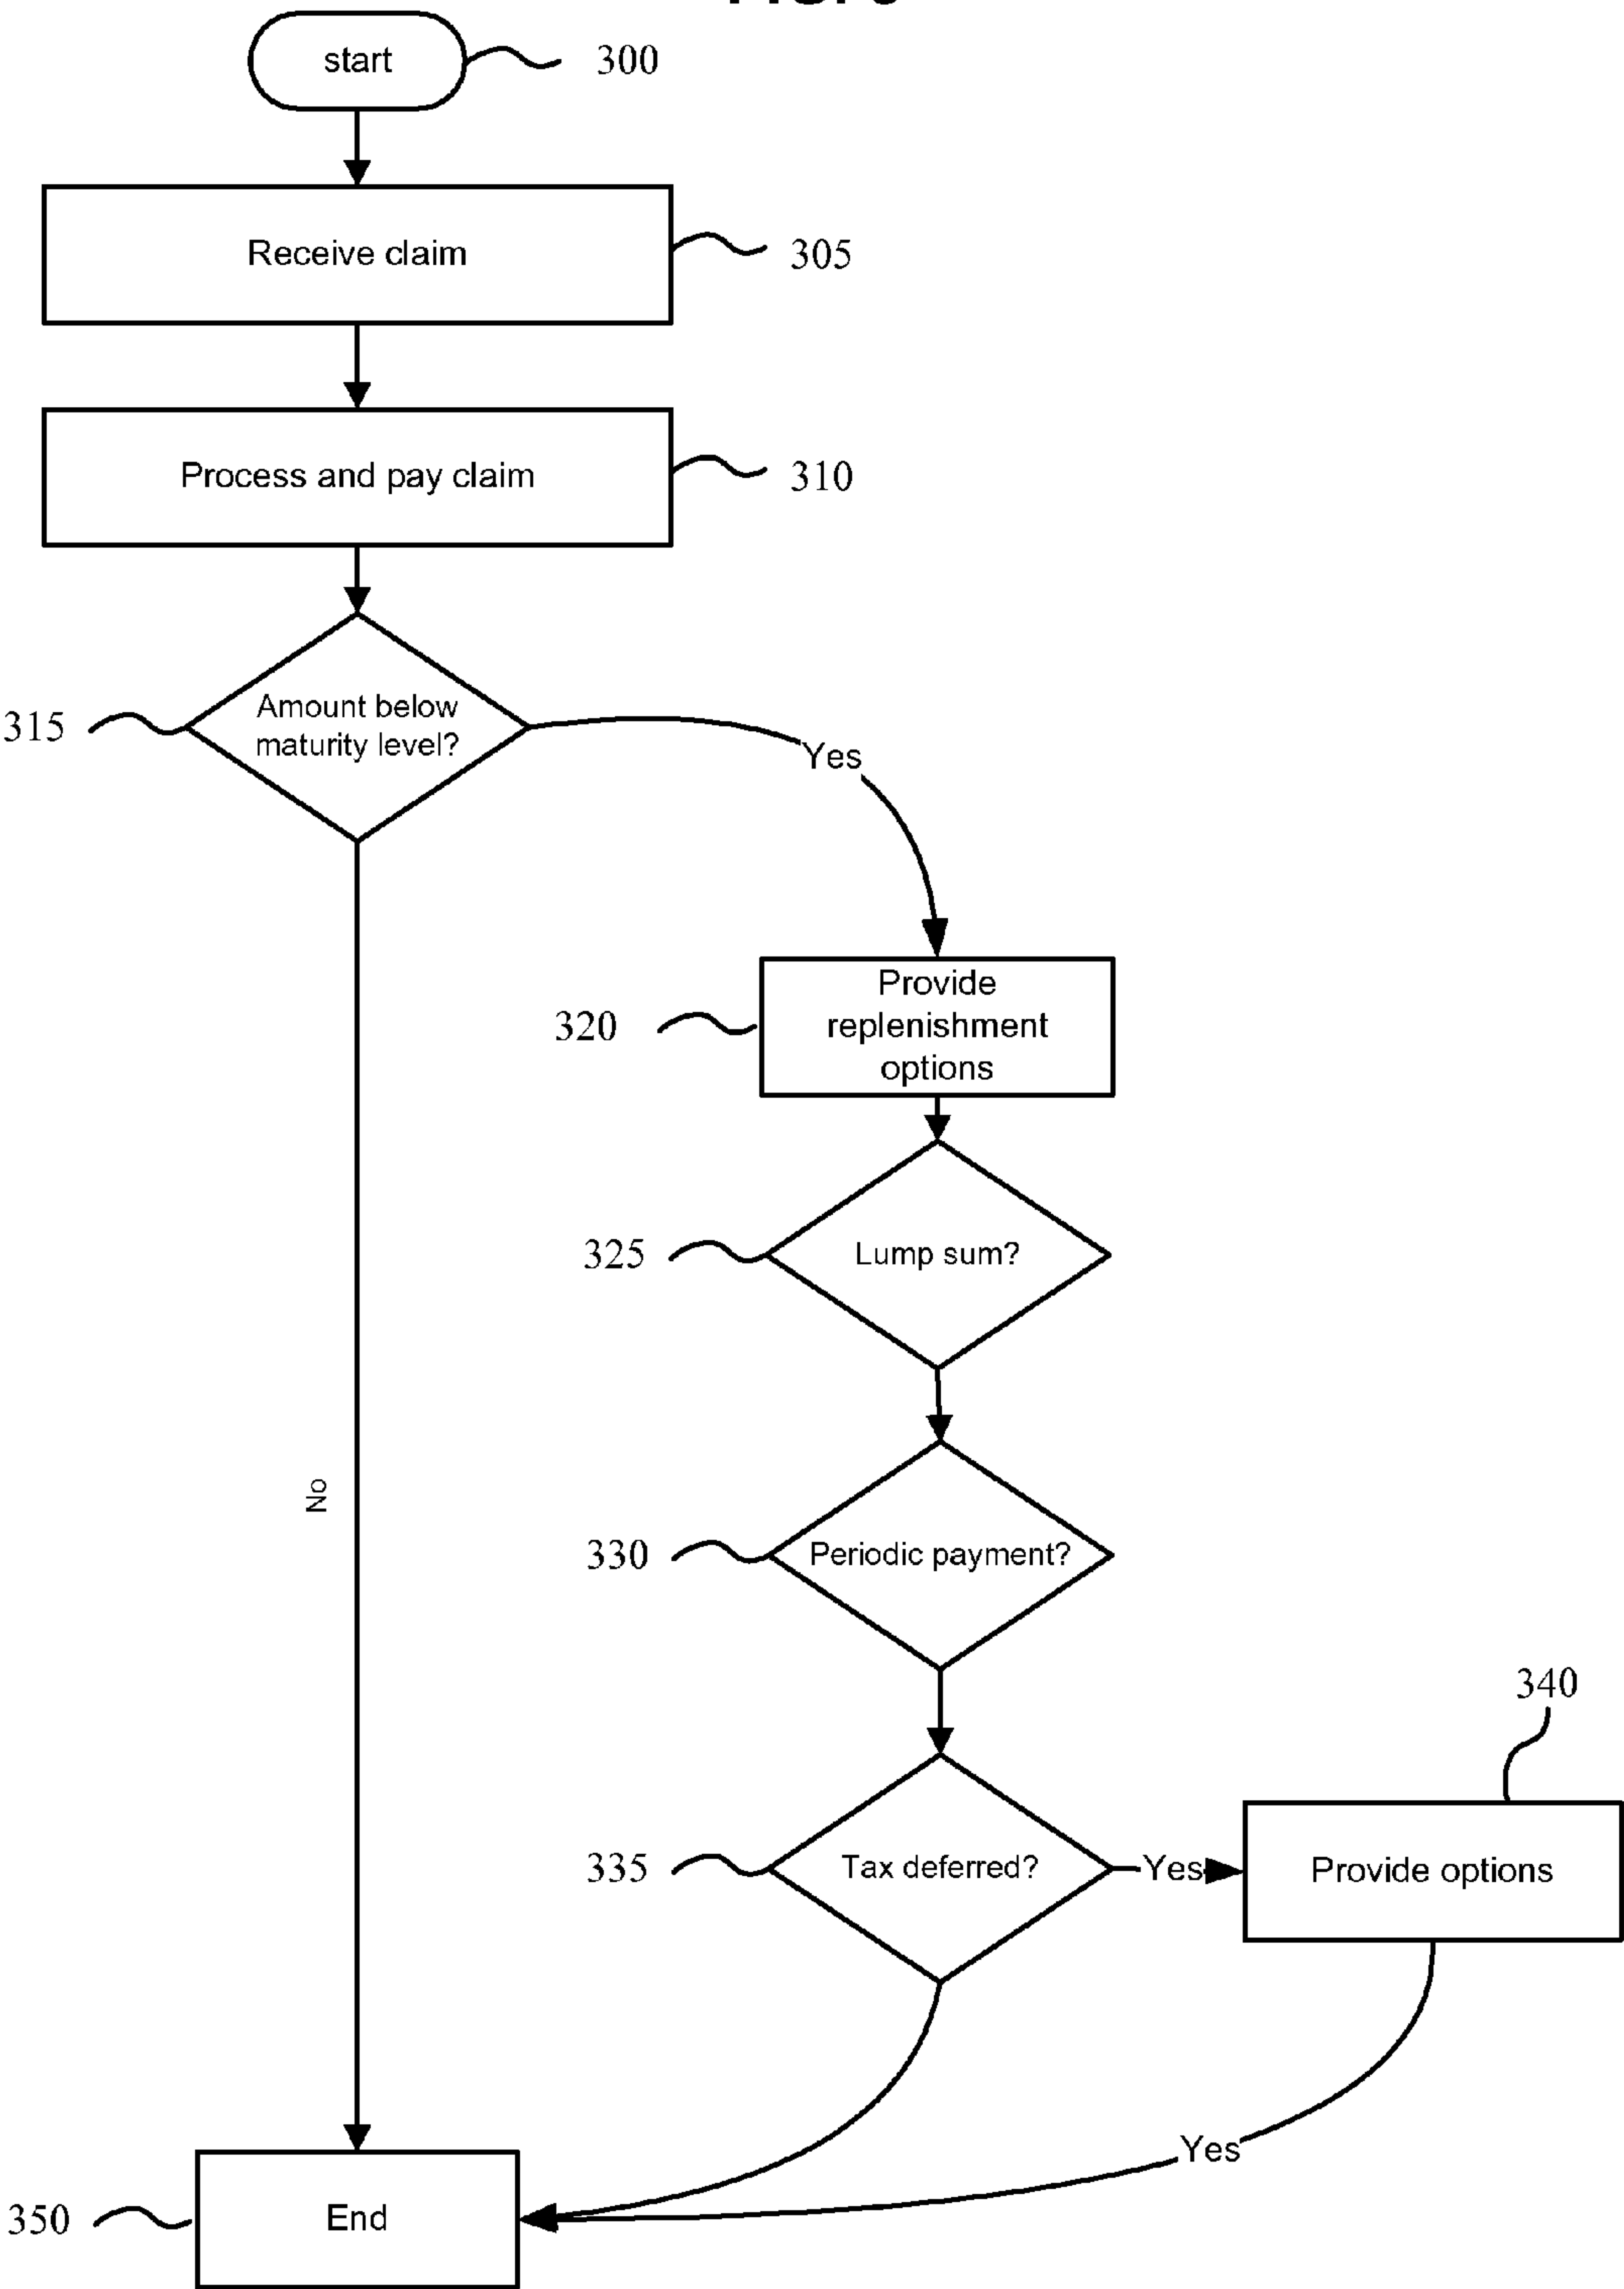 start
300
Receive claim
305
Process and pay claim
310
315
Amount below
maturity level?
Yes
Provide
replenishment
options
320
325
Lump sum?
No
330
Periodic payment?
340
335
Tax deferred?
Yes
Provide options
Yes
350
End